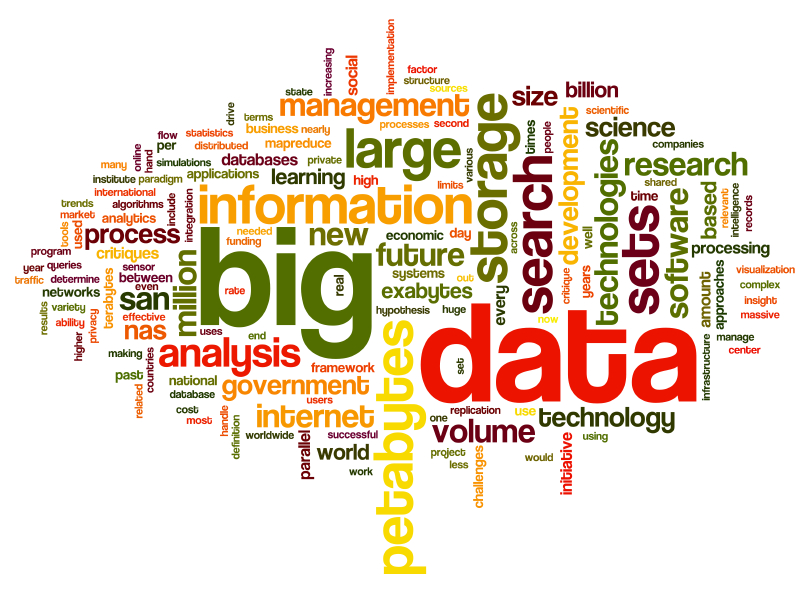 implementation
increasing
social
factor
structure
state
sources
management
size
billion
drive
terms
scientific
business
nearly
processes
second
storage
development
science
flow
statistics
per
mapreduce
large
times
people
companies
online
hand
distributed
databases
private
various
technologies
research
many
simulations
applications
learning
high
limits
search
shared
institute
paradigm
international
information
sets
time
software
based
relevant
intelligence
records
trends
algorithms
include
integration
market
analytics
tools
used
process
needed
funding
new
economic
day
across
well
processing
program
critiques
big
future
queries
year
sensor
million
systems
out
critique
years
amount
approaches
visualization
traffic
determine
between
terabytes
real
exabytes
every
complex
networks
even
san
rate
hypothesis
huge
insight
results
variety
effective
now
massive
ability
privacy
nas
uses
end
data
manage
higher
making
countries
analysis
petabytes
set
infrastructure
center
past
national
framework
government
database
users
related
cost
most
handle
definition
internet
one
replication
use
technology
worldwide
successful
volume
using
parallel
world
project
work
less
challenges
would
initiative